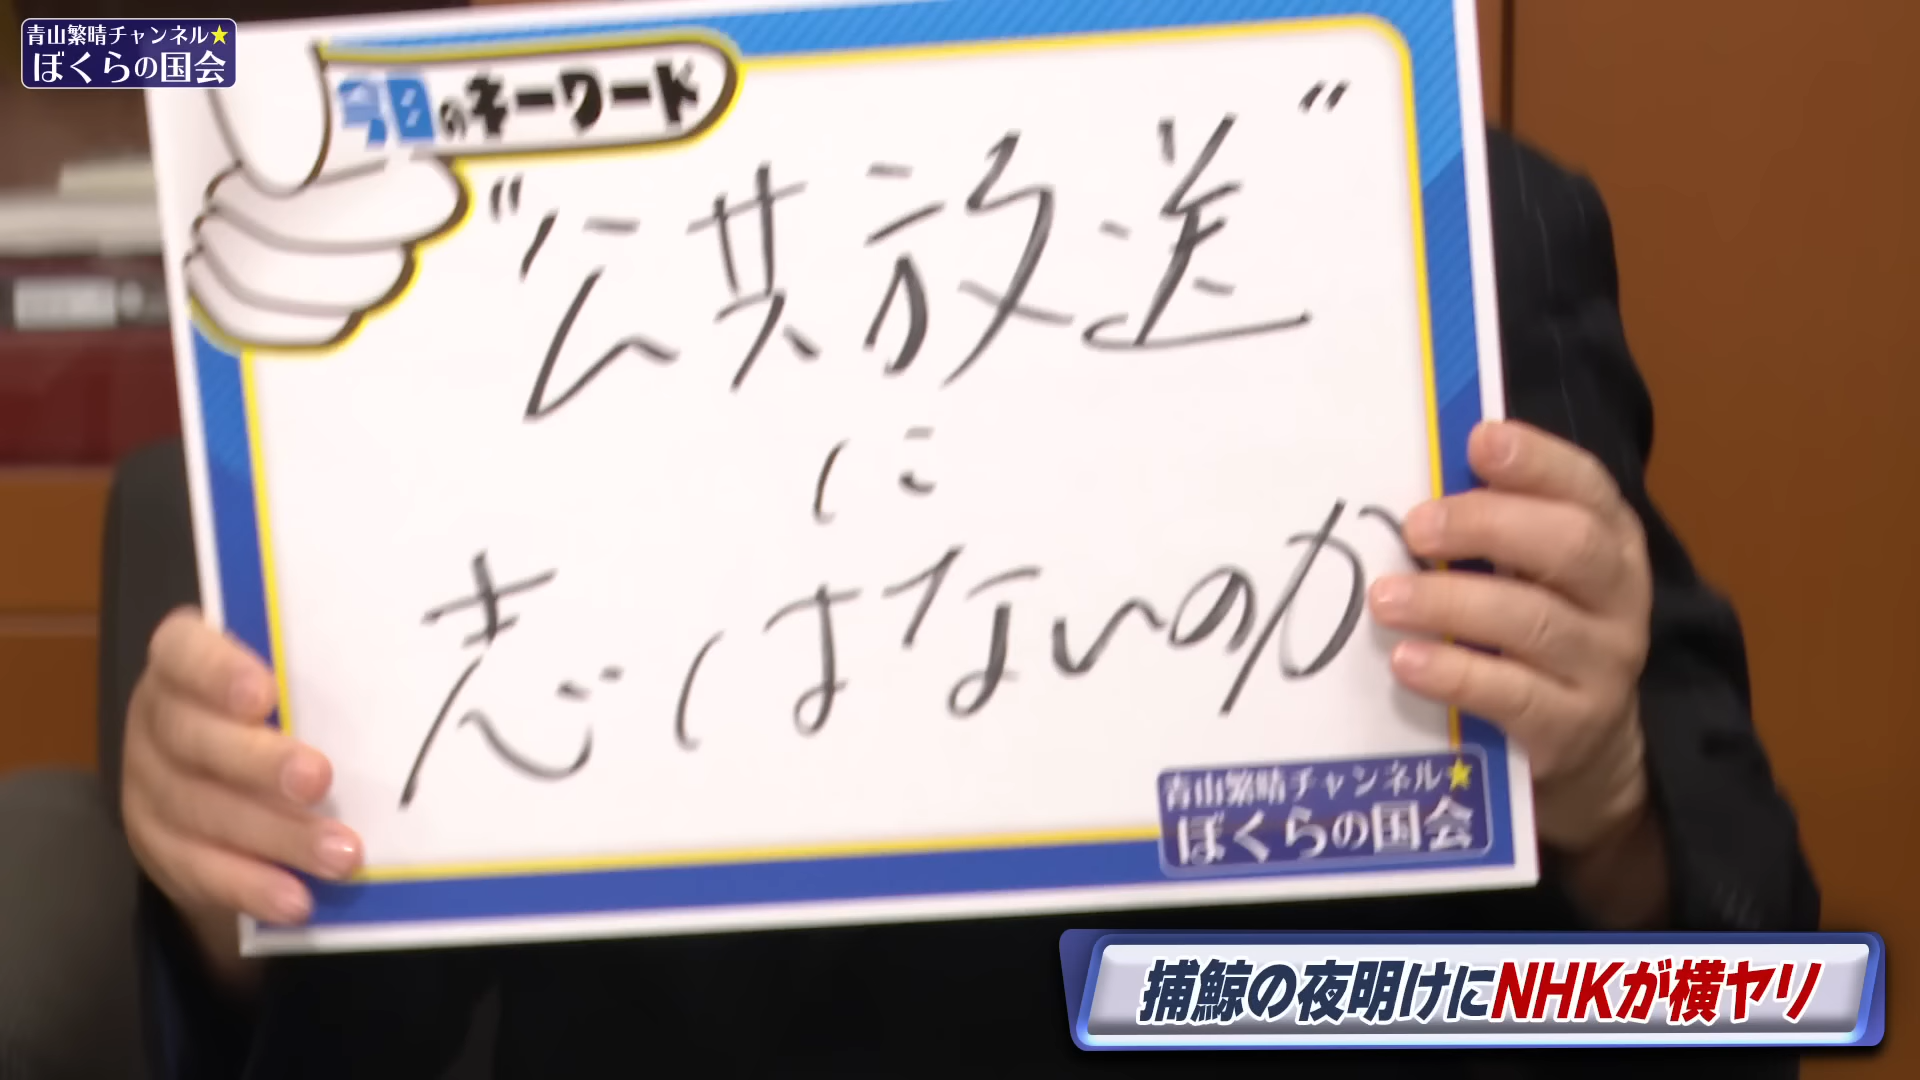 青山繁晴チャンネル★
ぼくらの国会
今日のキーワード
"公共放送"
に
志はないのか
青山繁晴チャンネル★
ぼくらの国会
捕鯨の夜明けにNHKが横ヤリ